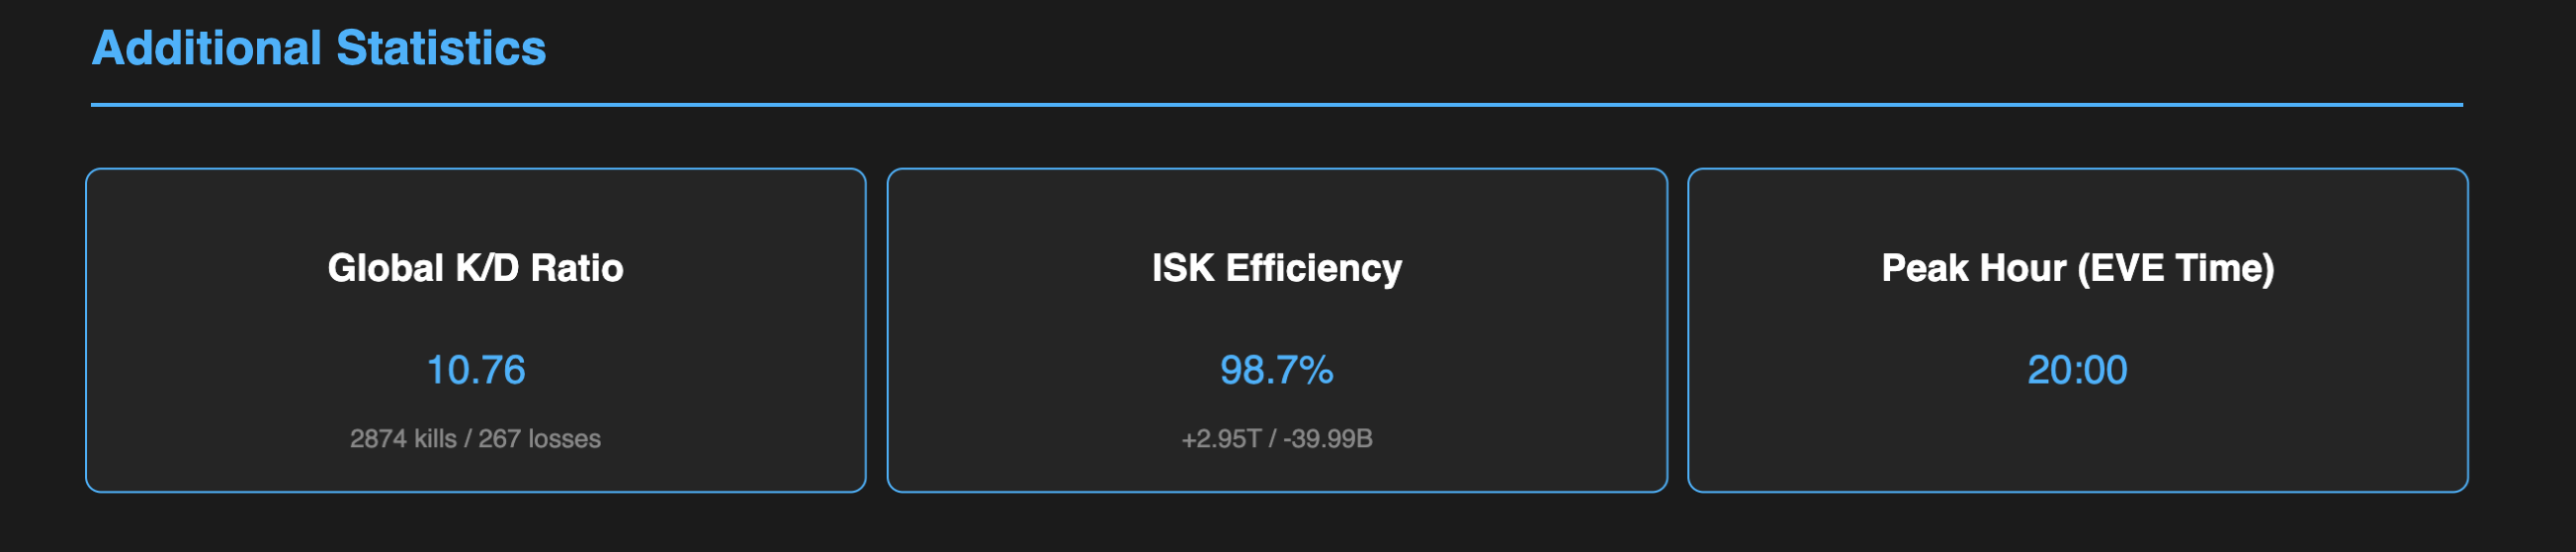 Additional Statistics
Global K/D Ratio
10.76
2874 kills / 267 losses
ISK Efficiency
98.7%
+2.95T / -39.99B
Peak Hour (EVE Time)
20:00